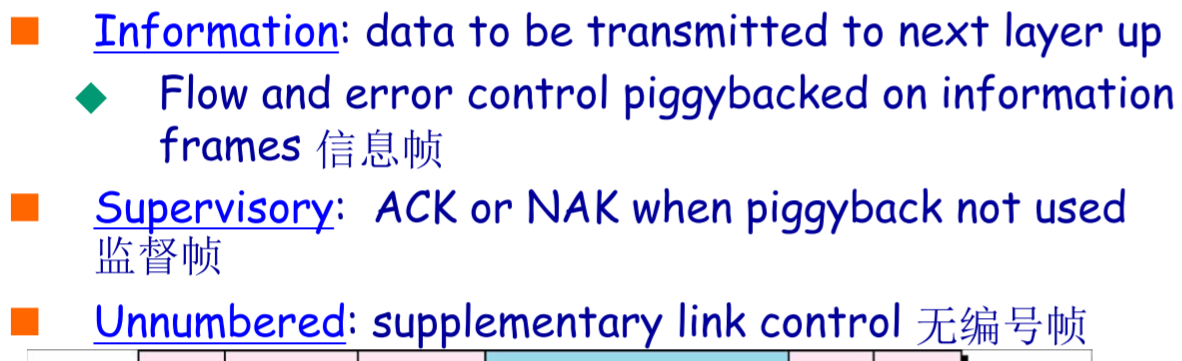 Information: data to be transmitted to next layer up
Flow and error control piggybacked on information
frames 信息帧
Supervisory: ACK or NAK when piggyback not used
监督帧
Unnumbered: supplementary link control 无编号帧